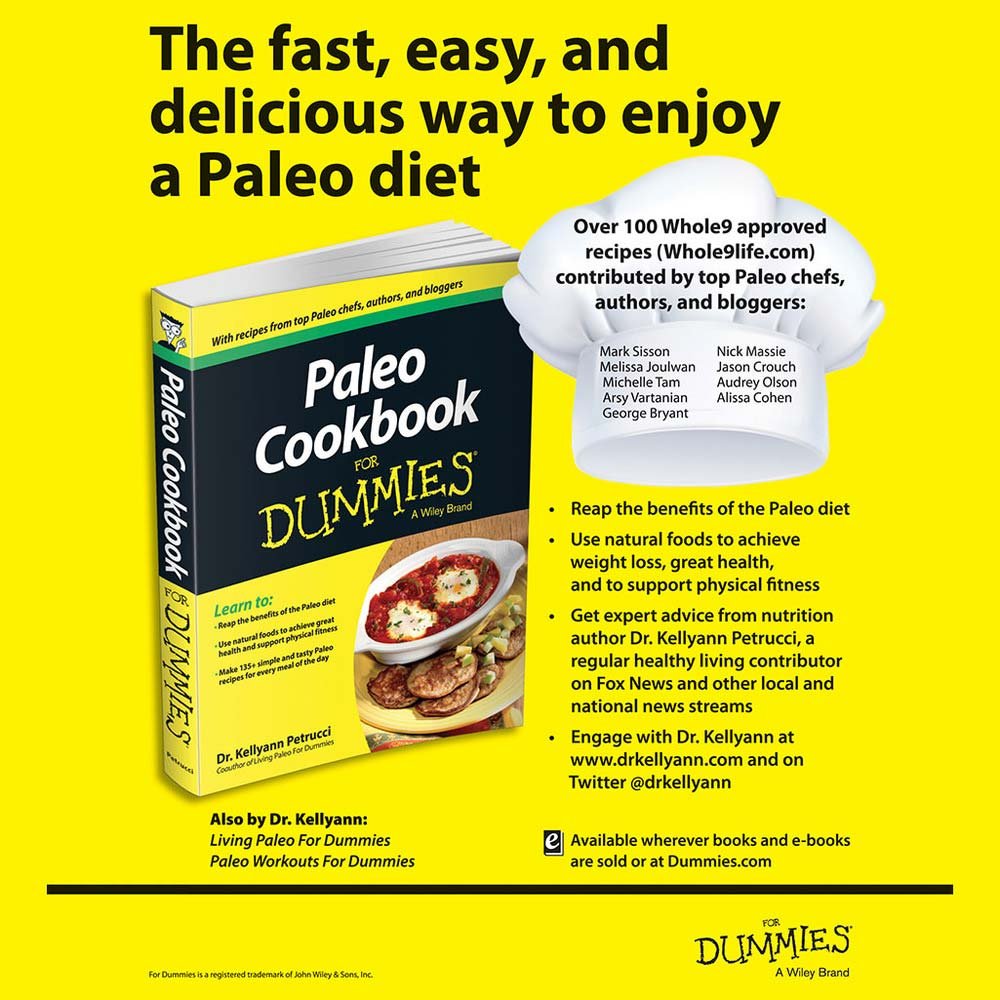 The fast, easy, and
delicious way to enjoy
a Paleo diet
Over 100 Whole9 approved
recipes (Whole9life.com)
contributed by top Paleo chefs,
authors, and bloggers:
Mark Sisson
Melissa Joulwan
Michelle Tam
Arsy Vartanian
George Bryant
Nick Massie
Jason Crouch
Audrey Olson
Alissa Cohen
With recipes from top Paleo chefs, authors, and bloggers
Paleo
Cookbook
FOR
DUMMIES®
A Wiley Brand
Learn to:
• Reap the benefits of the Paleo diet
• Use natural foods to achieve great
health and support physical fitness
• Make 135+ simple and tasty Paleo
recipes for every meal of the day
Dr. Kellyann Petrucci
Coauthor of Living Paleo For Dummies
Paleo Cookbook
FOR
DUMMIES®
Petrucci
• Reap the benefits of the Paleo diet
• Use natural foods to achieve
weight loss, great health,
and to support physical fitness
• Get expert advice from nutrition
author Dr. Kellyann Petrucci, a
regular healthy living contributor
on Fox News and other local and
national news streams
• Engage with Dr. Kellyann at
www.drkellyann.com and on
Twitter @drkellyann
Also by Dr. Kellyann:
Living Paleo For Dummies
Paleo Workouts For Dummies
e
Available wherever books and e-books
are sold or at Dummies.com
For Dummies is a registered trademark of John Wiley & Sons, Inc.
FOR
DUMMIES®
A Wiley Brand